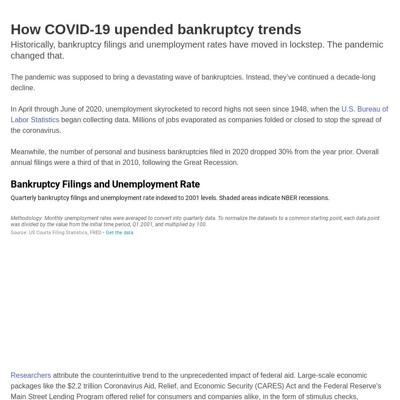 How COVID-19 upended bankruptcy trends
Historically, bankruptcy filings and unemployment rates have moved in lockstep. The pandemic
changed that.
The pandemic was supposed to bring a devastating wave of bankruptcies. Instead, they've continued a decade-long
decline.
In April through June of 2020, unemployment skyrocketed to record highs not seen since 1948, when the U.S. Bureau of
Labor Statistics began collecting data. Millions of jobs evaporated as companies folded or closed to stop the spread of
the coronavirus.
Meanwhile, the number of personal and business bankruptcies filed in 2020 dropped 30% from the year prior. Overall
annual filings were a third of that in 2010, following the Great Recession.
Bankruptcy Filings and Unemployment Rate
Quarterly bankruptcy filings and unemployment rate indexed to 2001 levels. Shaded areas indicate NBER recessions.
Methodology: Monthly unemployment rates were averaged to convert into quarterly data. To normalize the datasets to a common starting point, each data point
was divided by the value from the initial time period, Q1 2001, and multiplied by 100.
Source: US Courts Filing Statistics, FRED • Get the data
Researchers attribute the counterintuitive trend to the unprecedented impact of federal aid. Large-scale economic
packages like the $2.2 trillion Coronavirus Aid, Relief, and Economic Security (CARES) Act and the Federal Reserve's
Main Street Lending Program offered relief for consumers and companies alike, in the form of stimulus checks,